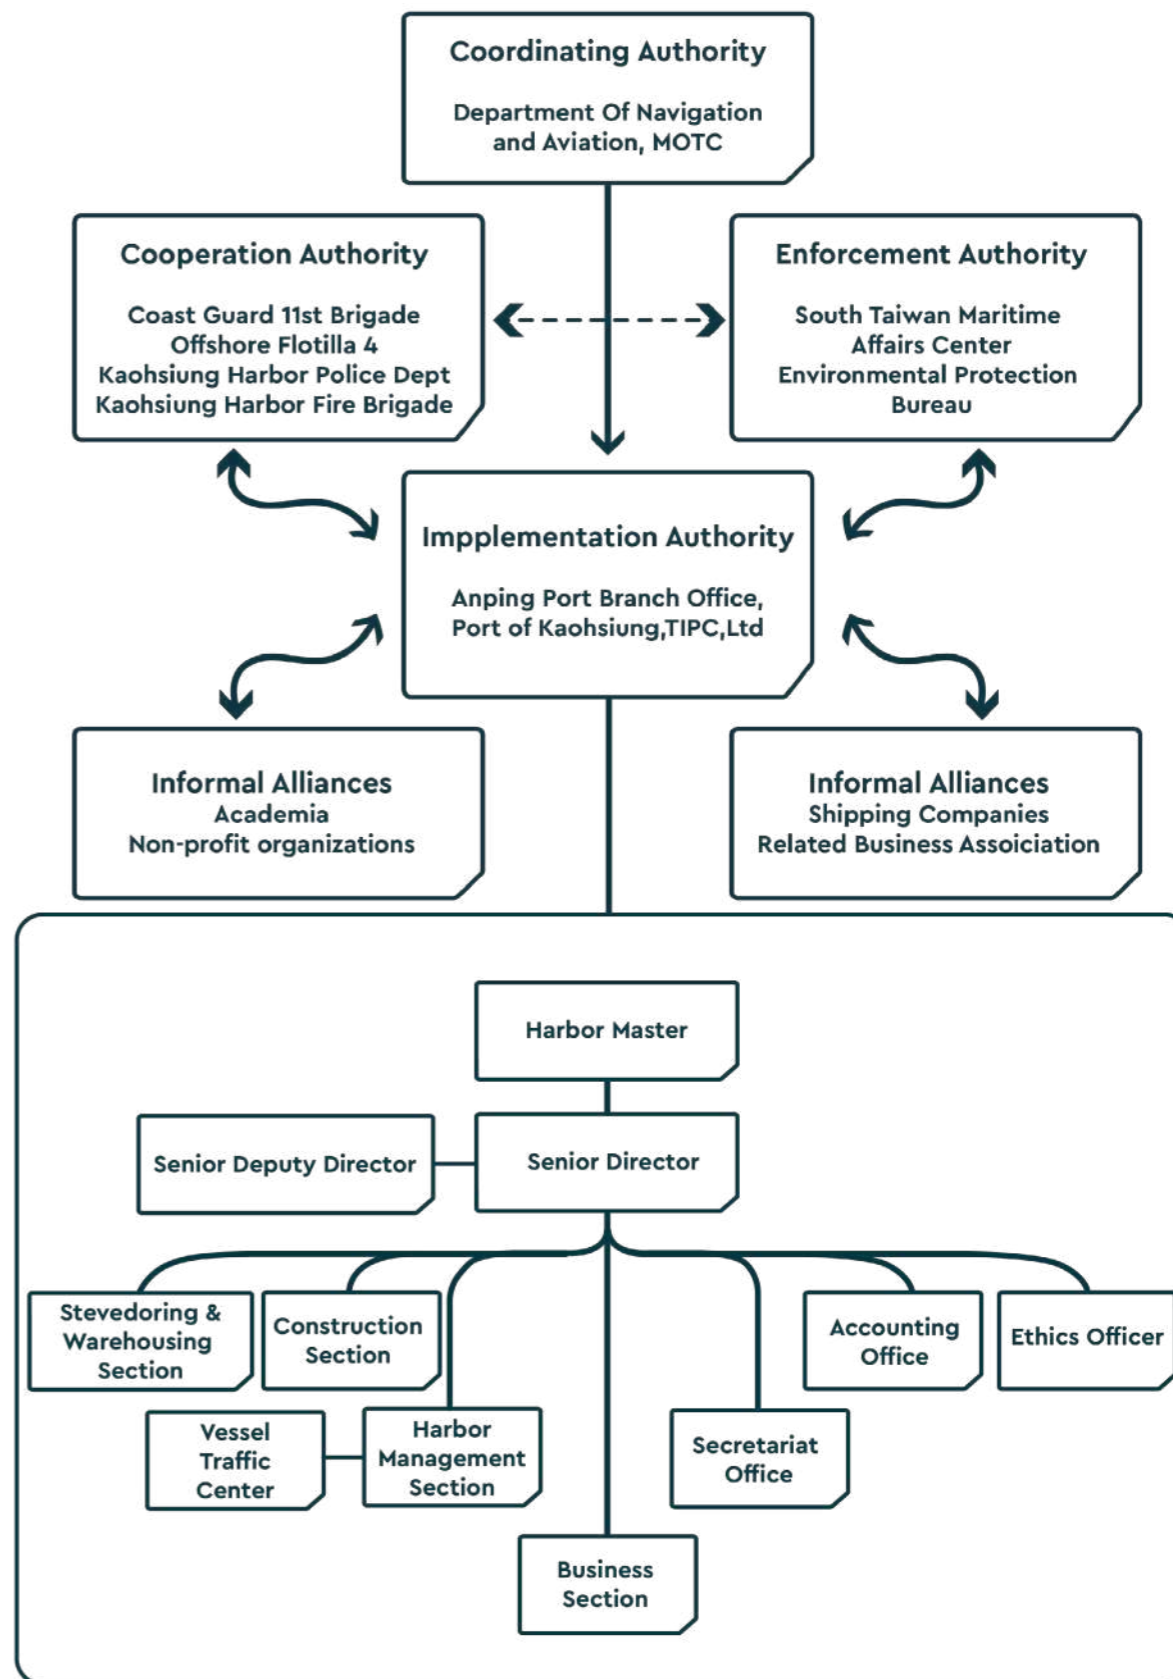 Coordinating Authority
Department Of Navigation
and Aviation, MOTC
Cooperation Authority
Coast Guard 11st Brigade
Offshore Flotilla 4
Kaohsiung Harbor Police Dept
Kaohsiung Harbor Fire Brigade
Enforcement Authority
South Taiwan Maritime
Affairs Center
Environmental Protection
Bureau
Impplementation Authority
Anping Port Branch Office,
Port of Kaohsiung,TIPC,Ltd
Informal Alliances
Academia
Non-profit organizations
Informal Alliances
Shipping Companies
Related Business Assoiciation
Harbor Master
Senior Deputy Director
Senior Director
Stevedoring &
Warehousing
Section
Construction
Section
Accounting
Office
Ethics Officer
Vessel
Traffic
Center
Harbor
Management
Section
Secretariat
Office
Business
Section